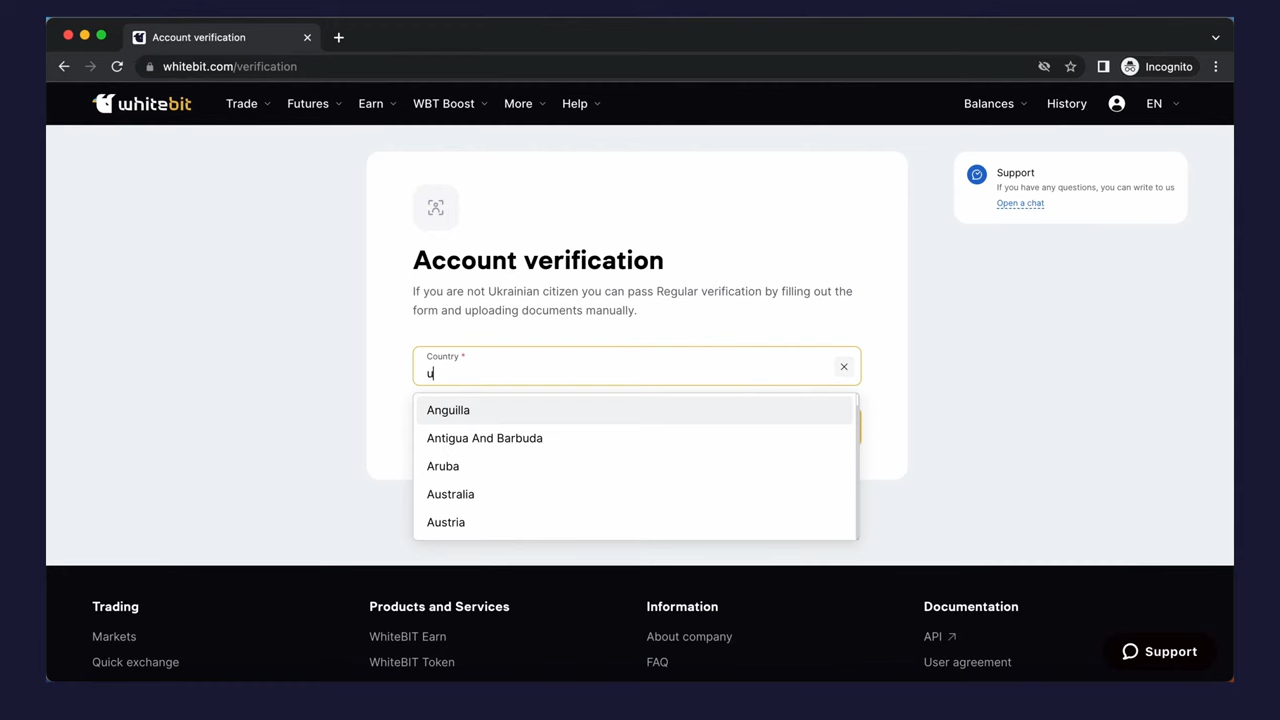 Account verification
whitebit.com/verification
Incognito
whitebit
Trade
Futures
Earn
WBT Boost
More
Help
Balances
History
EN
Support
If you have any questions, you can write to us
Open a chat
Account verification
If you are not Ukrainian citizen you can pass Regular verification by filling out the
form and uploading documents manually.
Country *
u
Anguilla
Antigua And Barbuda
Aruba
Australia
Austria
Trading
Markets
Quick exchange
Products and Services
WhiteBIT Earn
WhiteBIT Token
Information
About company
FAQ
Documentation
API
User agreement
Support